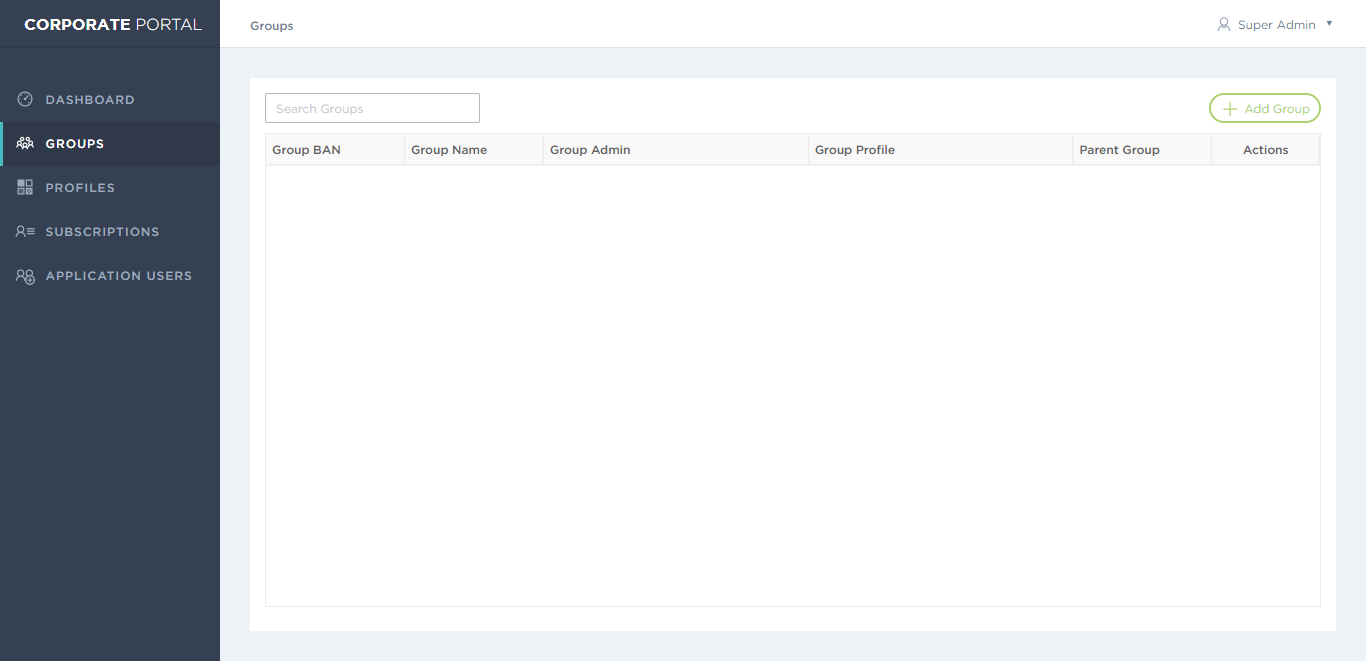 CORPORATE PORTAL
Groups
Super Admin
DASHBOARD
GROUPS
PROFILES
SUBSCRIPTIONS
APPLICATION USERS
Search Groups
Add Group
Group BAN Group Name Group Admin Group Profile Parent Group Actions